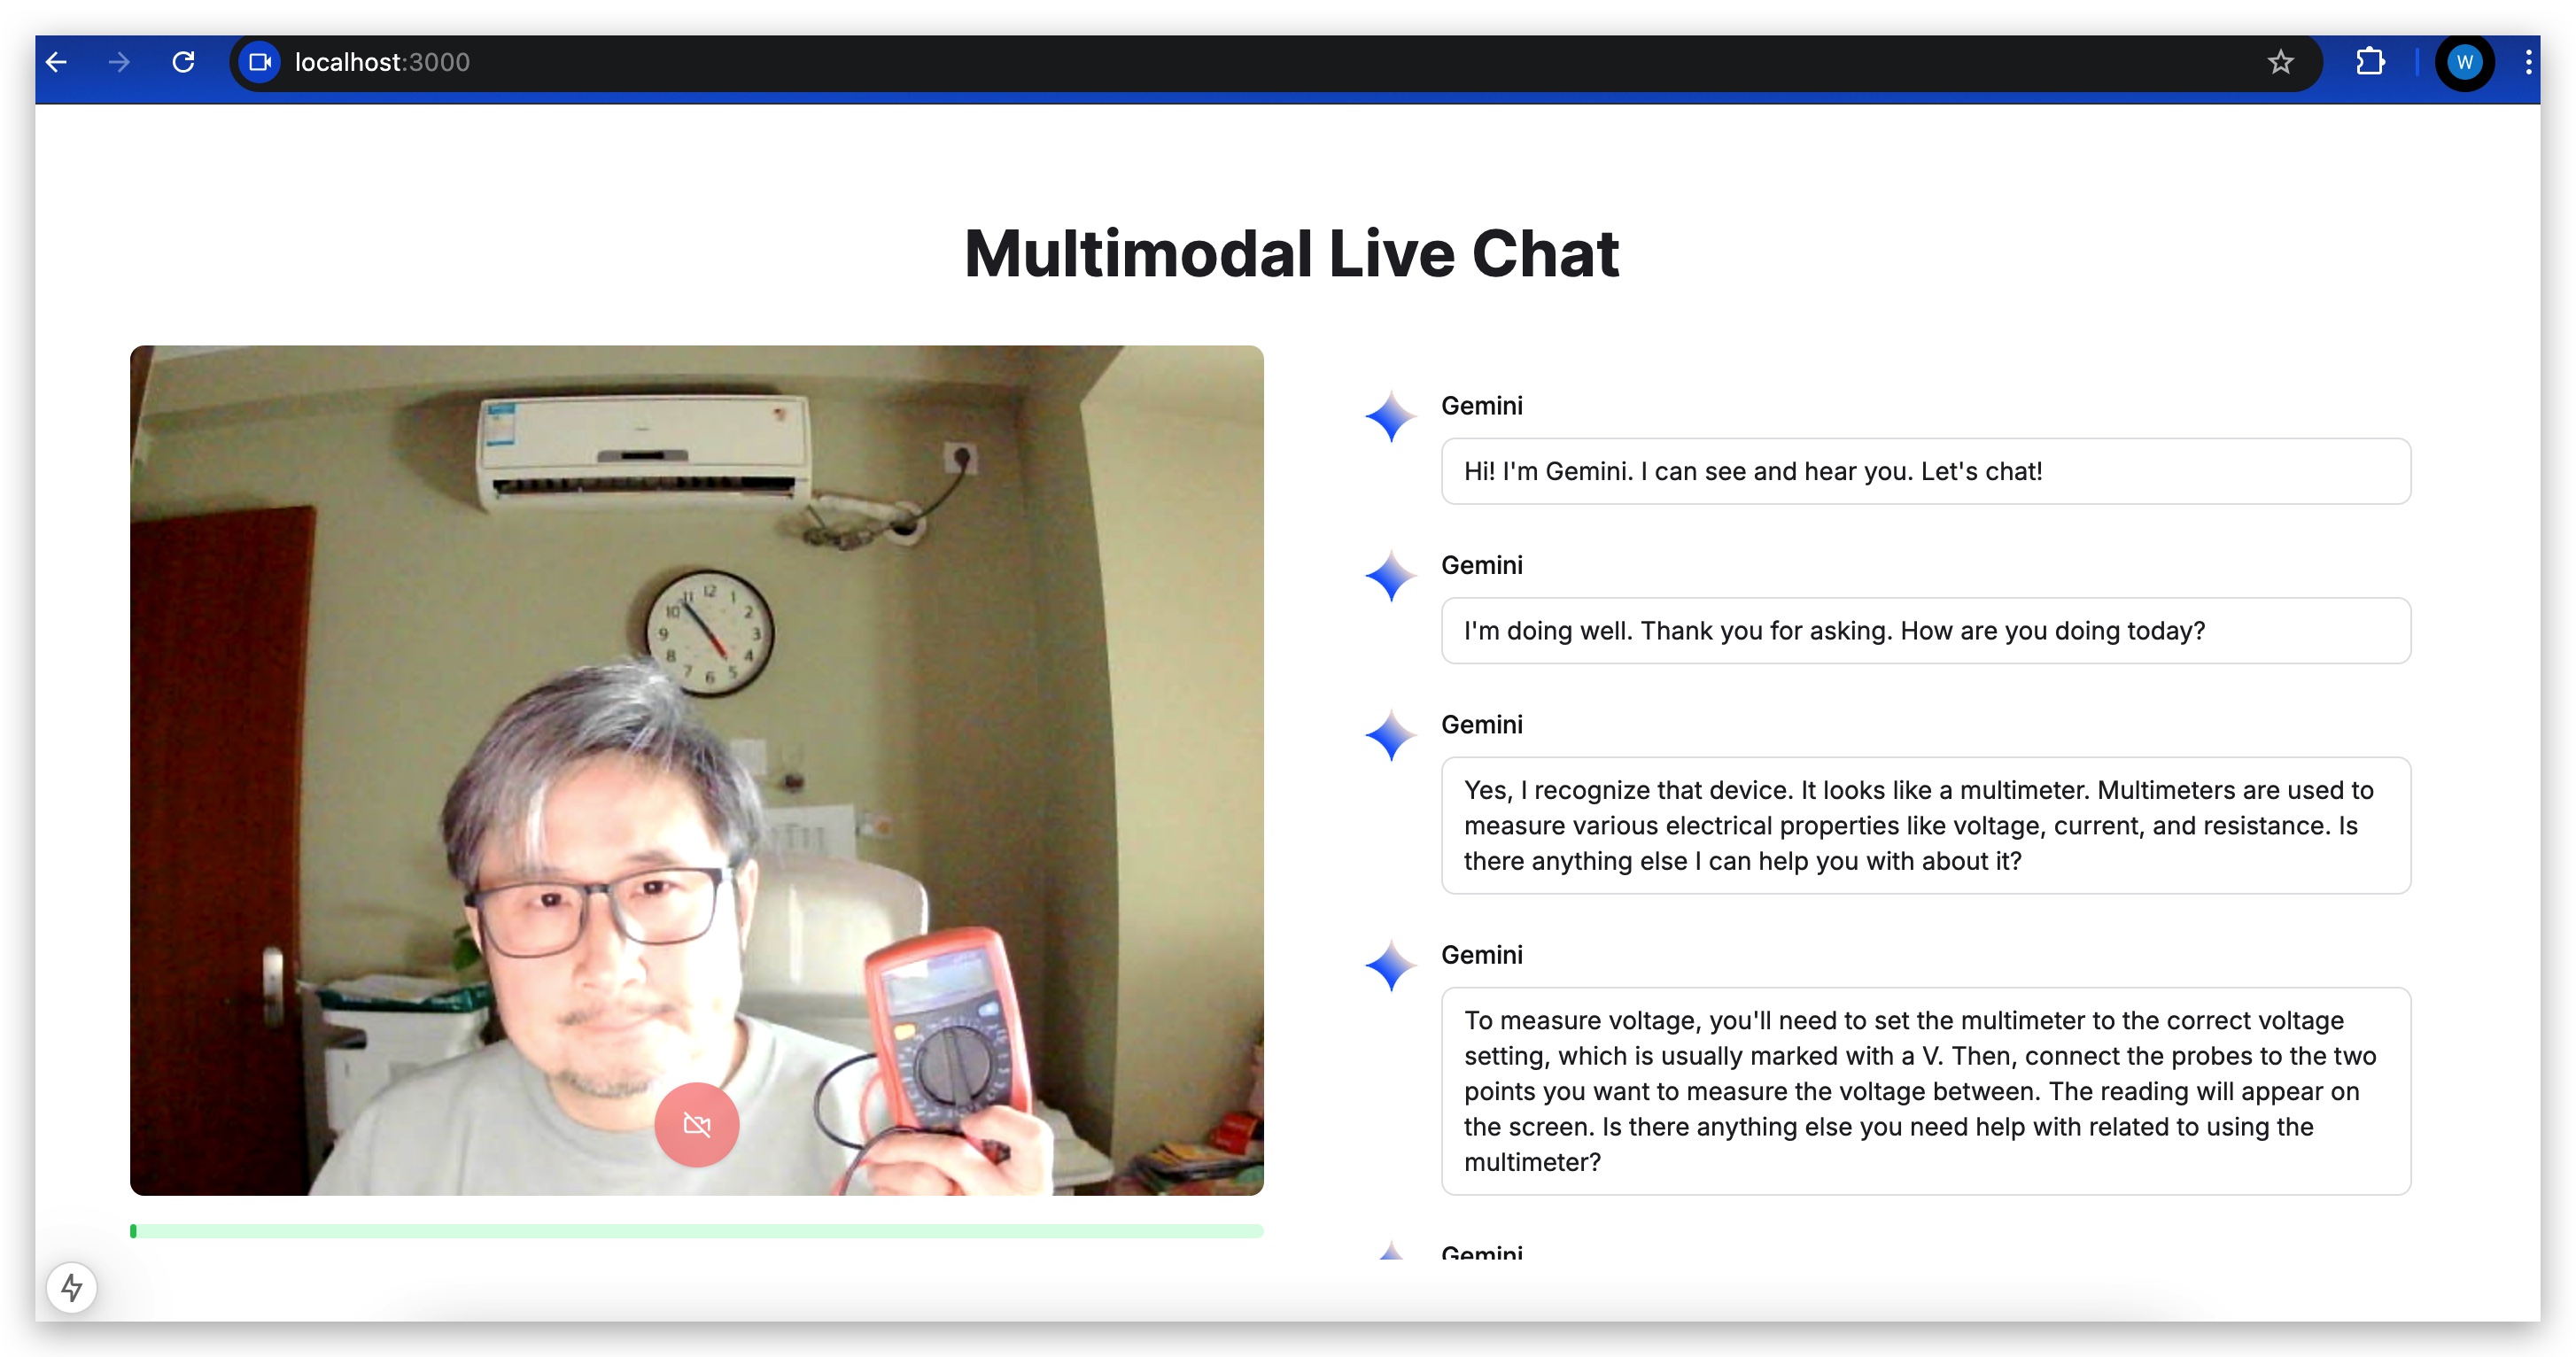 localhost:3000
W
Multimodal Live Chat
12
11
1
10
2
9
3
8
4
7
5
6
Gemini
Hi! I'm Gemini. I can see and hear you. Let's chat!
Gemini
I'm doing well. Thank you for asking. How are you doing today?
Gemini
Yes, I recognize that device. It looks like a multimeter. Multimeters are used to
measure various electrical properties like voltage, current, and resistance. Is
there anything else I can help you with about it?
Gemini
To measure voltage, you'll need to set the multimeter to the correct voltage
setting, which is usually marked with a V. Then, connect the probes to the two
points you want to measure the voltage between. The reading will appear on
the screen. Is there anything else you need help with related to using the
multimeter?
Gemini